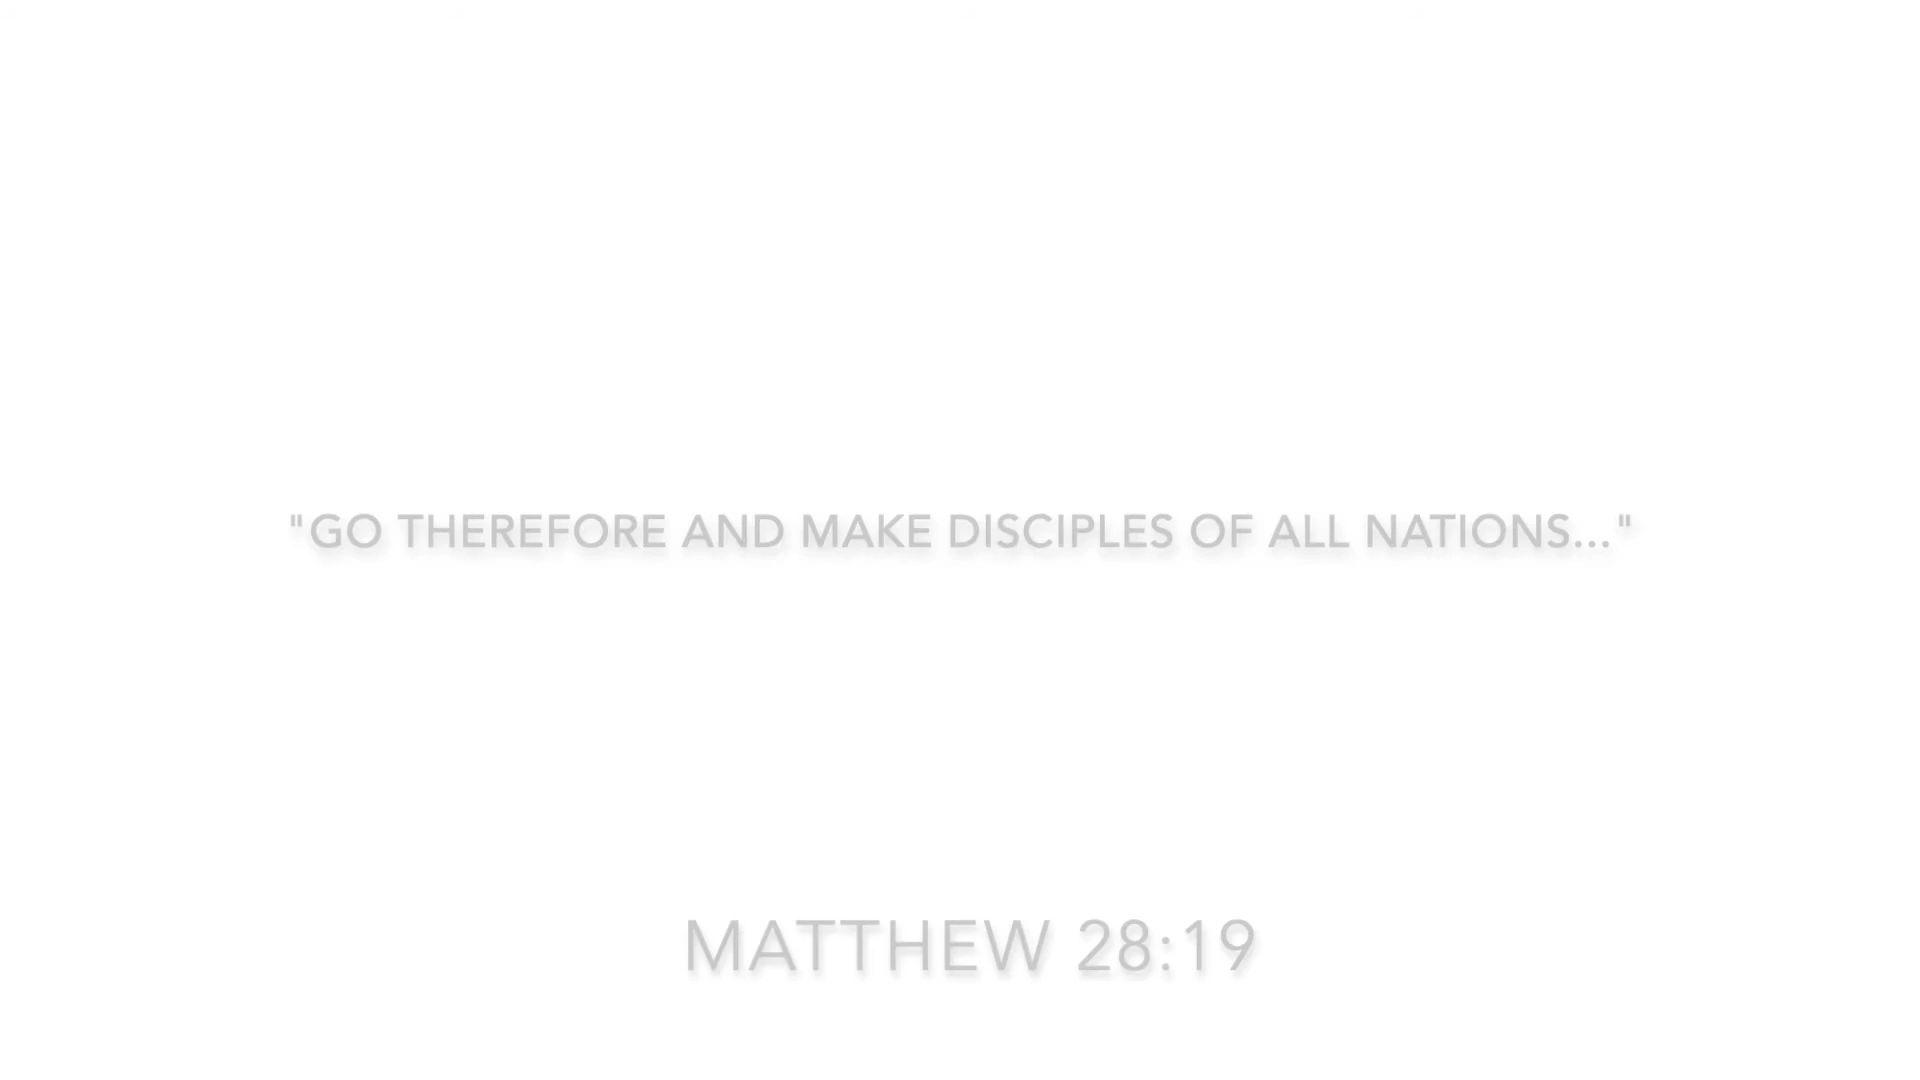 "GO THEREFORE AND MAKE DISCIPLES OF ALL NATIONS..."
MATTHEW 28:19